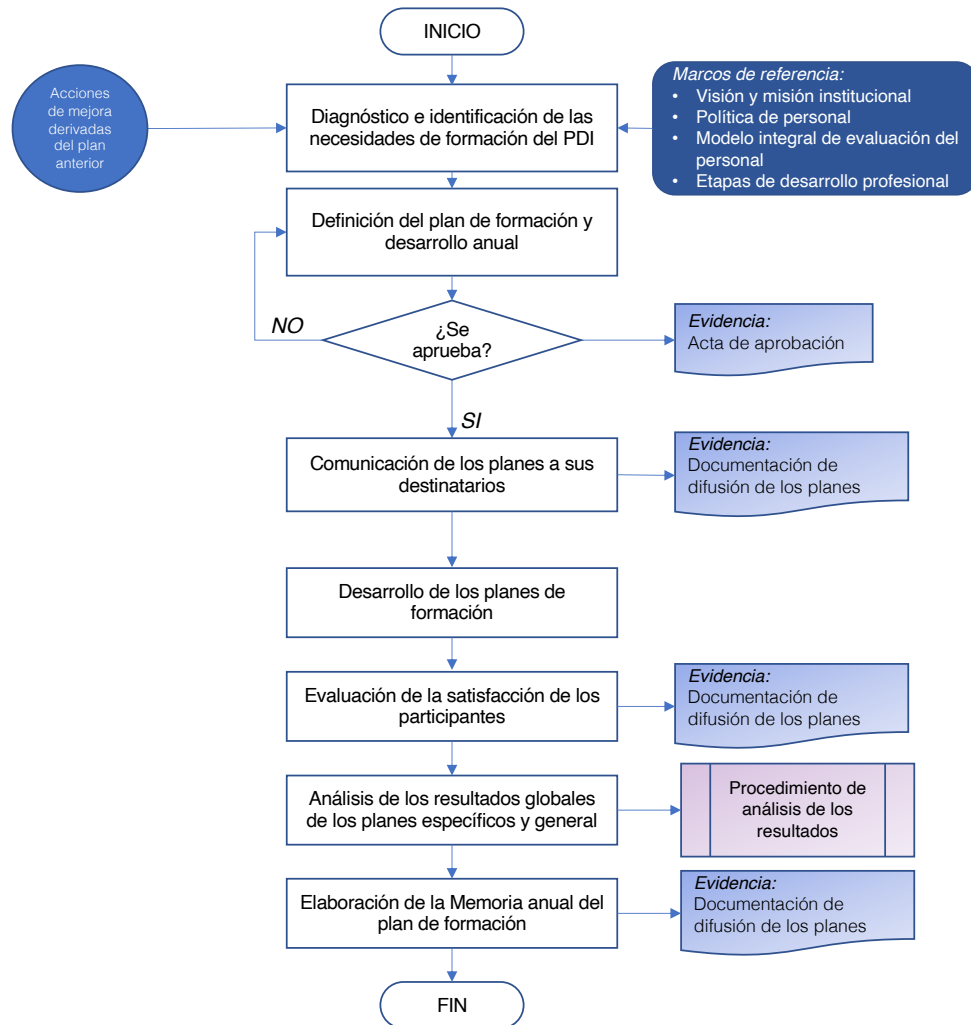 INICIO
Acciones
de mejora
derivadas
del plan
anterior
Diagnóstico e identificación de las
necesidades de formación del PDI
Marcos de referencia:
• Visión y misión institucional
• Política de personal
• Modelo integral de evaluación del
personal
• Etapas de desarrollo profesional
Definición del plan de formación y
desarrollo anual
¿Se
aprueba?
NO
Evidencia:
Acta de aprobación
SI
Comunicación de los planes a sus
destinatarios
Evidencia:
Documentación de
difusión de los planes
Desarrollo de los planes de
formación
Evaluación de la satisfacción de los
participantes
Evidencia:
Documentación de
difusión de los planes
Análisis de los resultados globales
de los planes específicos y general
Procedimiento de
análisis de los
resultados
Elaboración de la Memoria anual del
plan de formación
Evidencia:
Documentación de
difusión de los planes
FIN